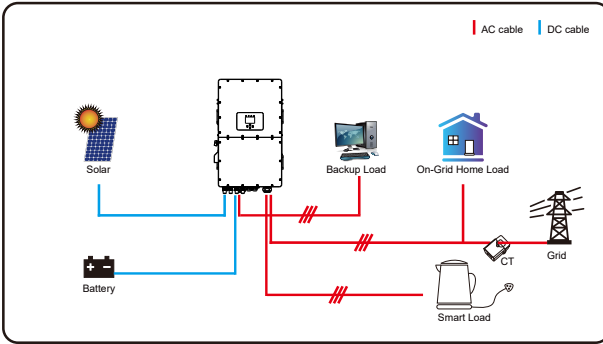 AC cable
DC cable
Solar
Backup Load
On-Grid Home Load
CT
Grid
Battery
Smart Load